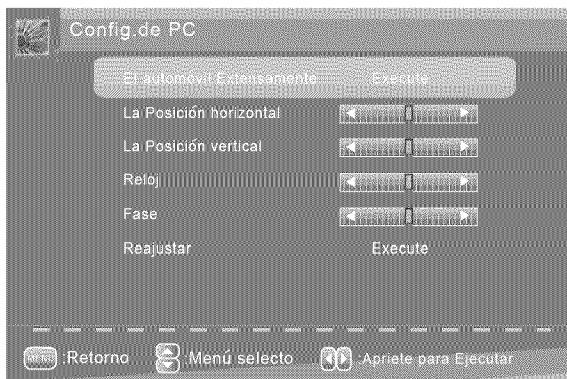 Config.de PC
El automóvil Extensamente Execute
La Posición horizontal
La Posición vertical
Reloj
Fase
Reajustar Execute
MENU :Retorno :Menú selecto :Apriete para Ejecutar